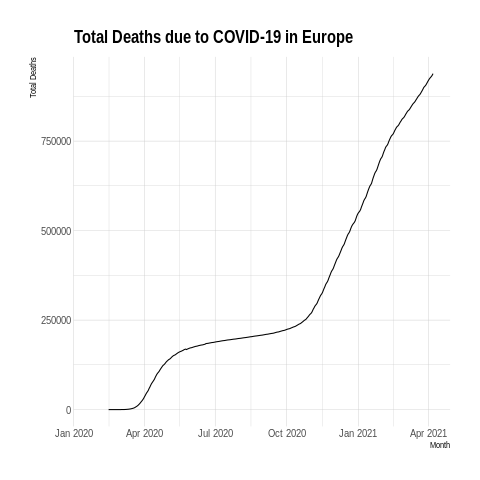 Total Deaths due to COVID-19 in Europe
Total Deaths
750000
500000
250000
0
Jan 2020 Apr 2020 Jul 2020 Oct 2020 Jan 2021 Apr 2021
Month